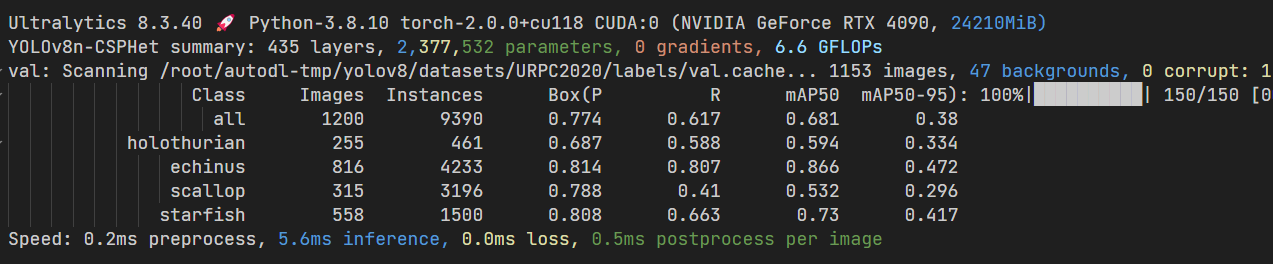 Ultralytics 8.3.40 🚀 Python-3.8.10 torch-2.0.0+cu118 CUDA:0 (NVIDIA GeForce RTX 4090, 24210MiB)
YOLOv8n-CSPHet summary: 435 layers, 2,377,532 parameters, 0 gradients, 6.6 GFLOPs
val: Scanning /root/autodl-tmp/yolov8/datasets/URPC2020/labels/val.cache... 1153 images, 47 backgrounds, 0 corrupt: 1
Class Images Instances Box(P R mAP50 mAP50-95): 100%|██████████| 150/150 [0
all 1200 9390 0.774 0.617 0.681 0.38
holothurian 255 461 0.687 0.588 0.594 0.334
echinus 816 4233 0.814 0.807 0.866 0.472
scallop 315 3196 0.788 0.41 0.532 0.296
starfish 558 1500 0.808 0.663 0.73 0.417
Speed: 0.2ms preprocess, 5.6ms inference, 0.0ms loss, 0.5ms postprocess per image